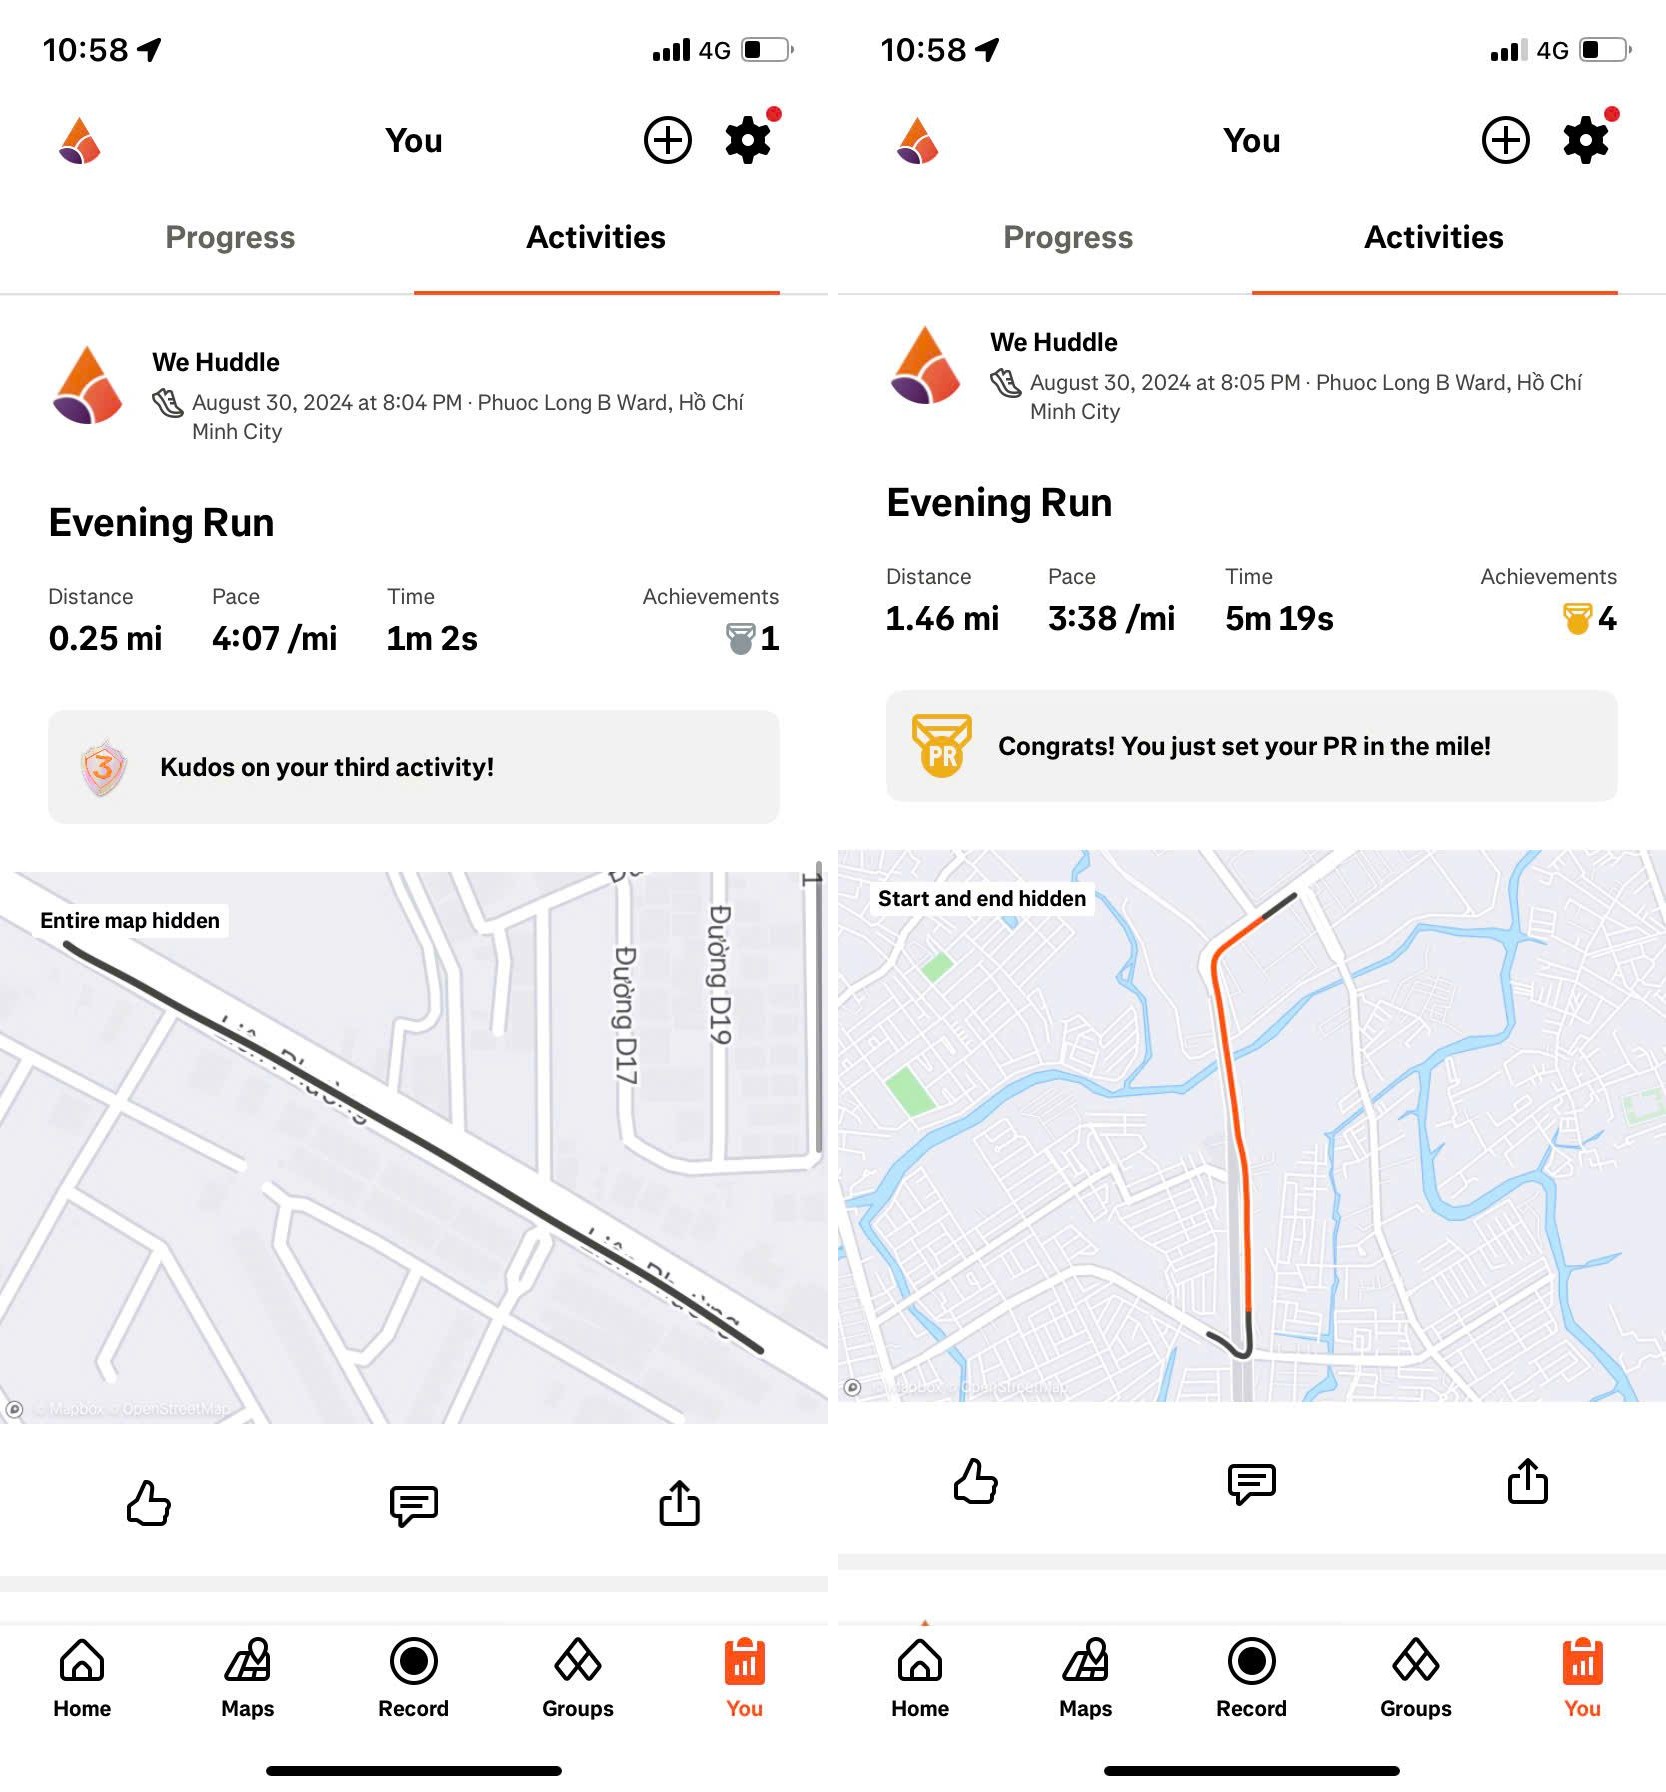 10:58
4G
You
Progress
Activities
We Huddle
August 30, 2024 at 8:04 PM · Phuoc Long B Ward, Hồ Chí
Minh City
Evening Run
Distance
Pace
Time
Achievements
0.25 mi
4:07 /mi
1m 2s
1
3
Kudos on your third activity!
Entire map hidden
Đường D17
Đường D19
1
© Mapbox © OpenStreetMap
Home
Maps
Record
Groups
You
10:58
4G
You
Progress
Activities
We Huddle
August 30, 2024 at 8:05 PM · Phuoc Long B Ward, Hồ Chí
Minh City
Evening Run
Distance
Pace
Time
Achievements
1.46 mi
3:38 /mi
5m 19s
4
PR
Congrats! You just set your PR in the mile!
Start and end hidden
© Mapbox © OpenStreetMap
Home
Maps
Record
Groups
You